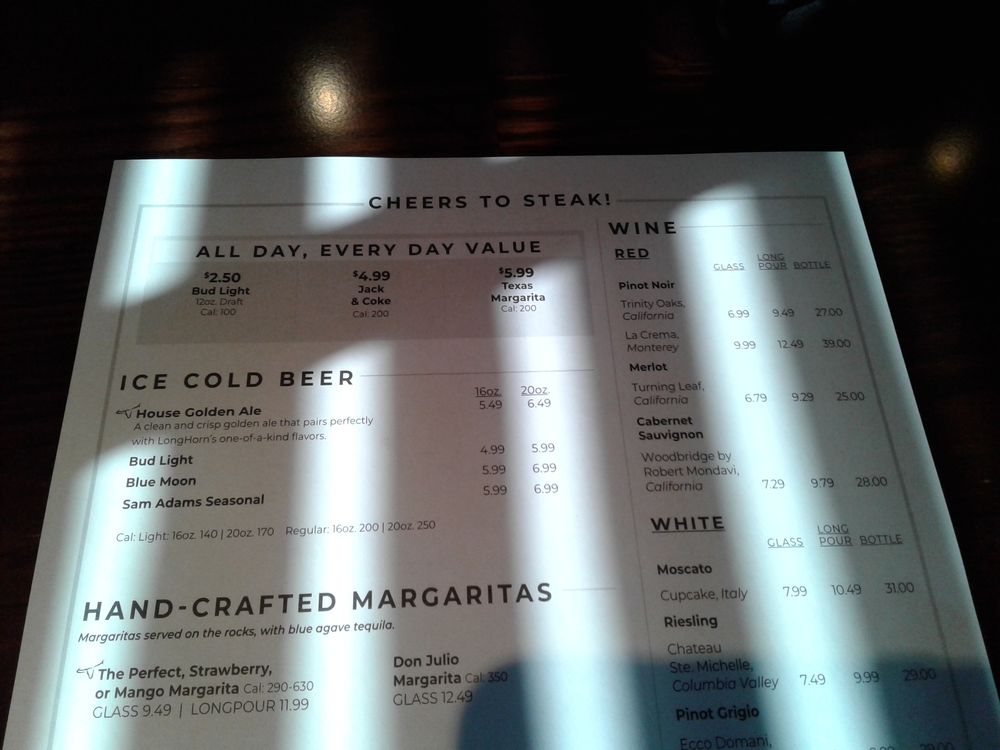 CHEERS TO STEAK!
ALL DAY, EVERY DAY VALUE
$2.50
Bud Light
12oz. Draft
Cal: 100
$4.99
Jack
& Coke
Cal: 200
$5.99
Texas
Margarita
Cal: 200
ICE COLD BEER
16oz. 20oz.
House Golden Ale 5.49 6.49
A clean and crisp golden ale that pairs perfectly
with LongHorn's one-of-a-kind flavors.
Bud Light 4.99 5.99
Blue Moon 5.99 6.99
Sam Adams Seasonal 5.99 6.99
Cal: Light: 16oz. 140 | 20oz. 170 Regular: 16oz. 200 | 20oz. 250
HAND-CRAFTED MARGARITAS
Margaritas served on the rocks, with blue agave tequila.
The Perfect, Strawberry,
or Mango Margarita Cal: 290-630
GLASS 9.49 | LONGPOUR 11.99
Don Julio
Margarita Cal: 350
GLASS 12.49
WINE
RED
GLASS LONG POUR BOTTLE
Pinot Noir
Trinity Oaks,
California 6.99 9.49 27.00
La Crema,
Monterey 9.99 12.49 39.00
Merlot
Turning Leaf,
California 6.79 9.29 25.00
Cabernet
Sauvignon
Woodbridge by
Robert Mondavi,
California 7.29 9.79 28.00
WHITE
GLASS LONG POUR BOTTLE
Moscato
Cupcake, Italy 7.99 10.49 31.00
Riesling
Chateau
Ste. Michelle,
Columbia Valley 7.49 9.99 29.00
Pinot Grigio
Ecco Domani,